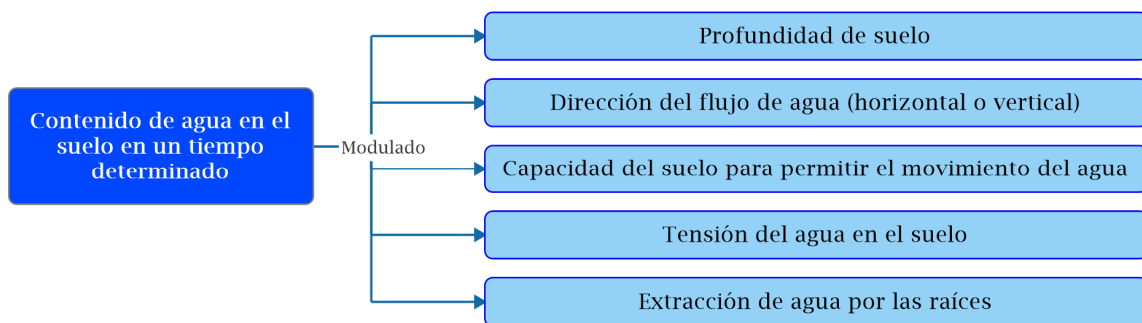 Contenido de agua en el
suelo en un tiempo
determinado
Modulado
Profundidad de suelo
Dirección del flujo de agua (horizontal o vertical)
Capacidad del suelo para permitir el movimiento del agua
Tensión del agua en el suelo
Extracción de agua por las raíces